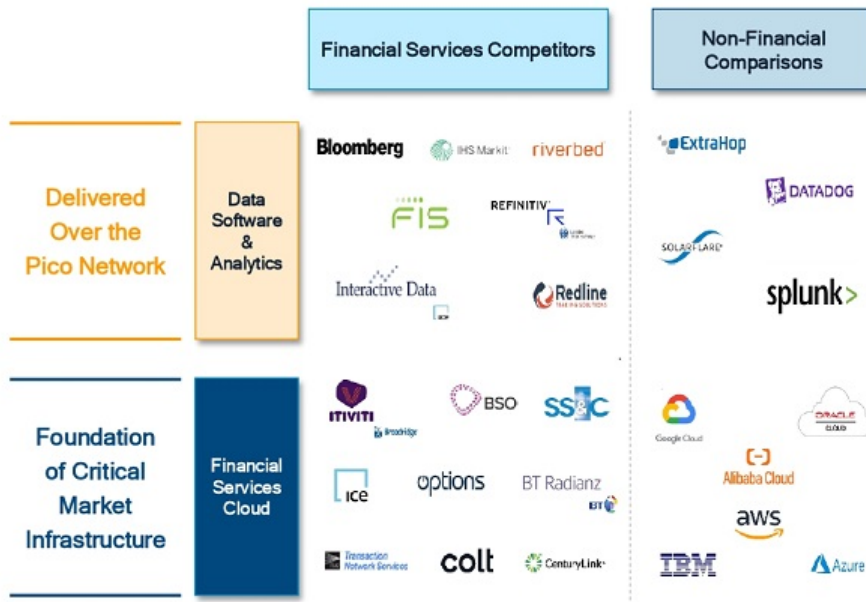 Financial Services Competitors
Non-Financial
Comparisons
Delivered
Over the
Pico Network
Data
Software
&
Analytics
Bloomberg
IHS Markit
riverbed
FIS
REFINITIV
Interactive Data
ice
Redline
TRADING SOLUTIONS
ExtraHop
DATADOG
SOLARFLARE
splunk>
Foundation
of Critical
Market
Infrastructure
Financial
Services
Cloud
ITIVITI
Broadridge
BSO
SS&C
ice
options
BT Radianz
BT
Transaction
Network Services
colt
CenturyLink
Google Cloud
ORACLE
CLOUD
Alibaba Cloud
aws
IBM
Azure